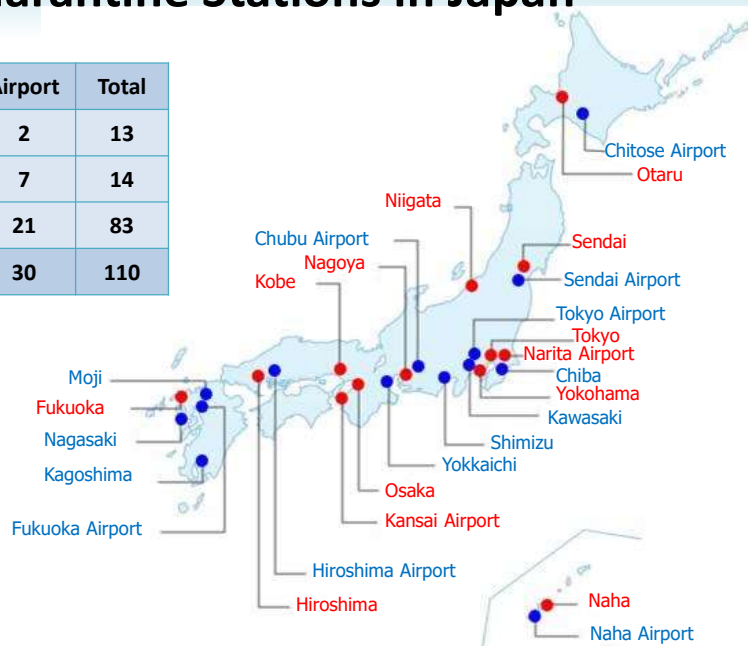 Stations in Japan
Airport Total
2 13
7 14
21 83
30 110
Chitose Airport
Otaru
Niigata
Sendai
Chubu Airport
Nagoya
Kobe
Sendai Airport
Tokyo Airport
Tokyo
Narita Airport
Chiba
Yokohama
Kawasaki
Shimizu
Yokkaichi
Osaka
Kansai Airport
Moji
Fukuoka
Nagasaki
Kagoshima
Fukuoka Airport
Hiroshima Airport
Hiroshima
Naha
Naha Airport